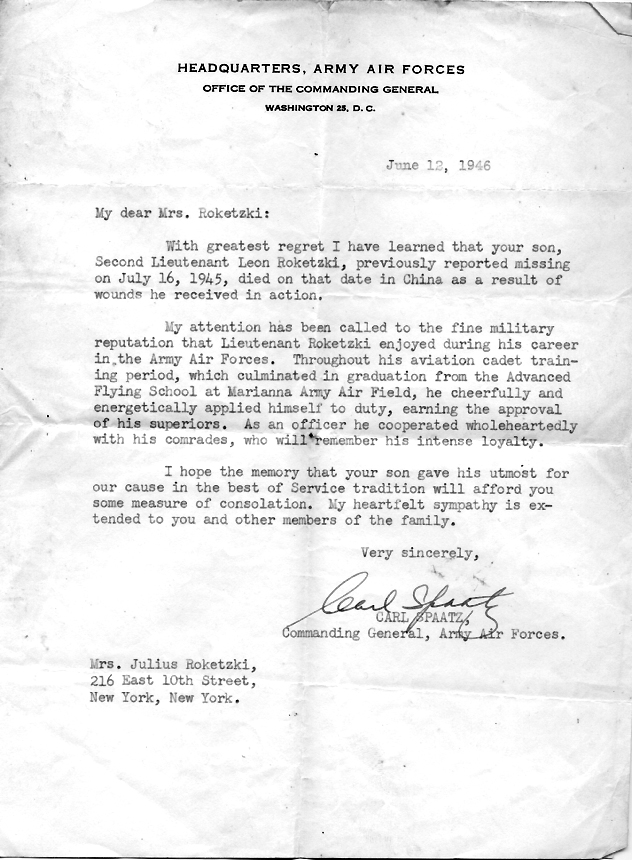 HEADQUARTERS, ARMY AIR FORCES
OFFICE OF THE COMMANDING GENERAL
WASHINGTON 25, D. C.
June 12, 1946
My dear Mrs. Roketzki:
With greatest regret I have learned that your son,
Second Lieutenant Leon Roketzki, previously reported missing
on July 16, 1945, died on that date in China as a result of
wounds he received in action.
My attention has been called to the fine military
reputation that Lieutenant Roketzki enjoyed during his career
in the Army Air Forces. Throughout his aviation cadet train-
ing period, which culminated in graduation from the Advanced
Flying School at Marianna Army Air Field, he cheerfully and
energetically applied himself to duty, earning the approval
of his superiors. As an officer he cooperated wholeheartedly
with his comrades, who will remember his intense loyalty.
I hope the memory that your son gave his utmost for
our cause in the best of Service tradition will afford you
some measure of consolation. My heartfelt sympathy is ex-
tended to you and other members of the family.
Very sincerely,
Carl Spaatz
CARL SPAATZ,
Commanding General, Army Air Forces.
Mrs. Julius Roketzki,
216 East 10th Street,
New York, New York.